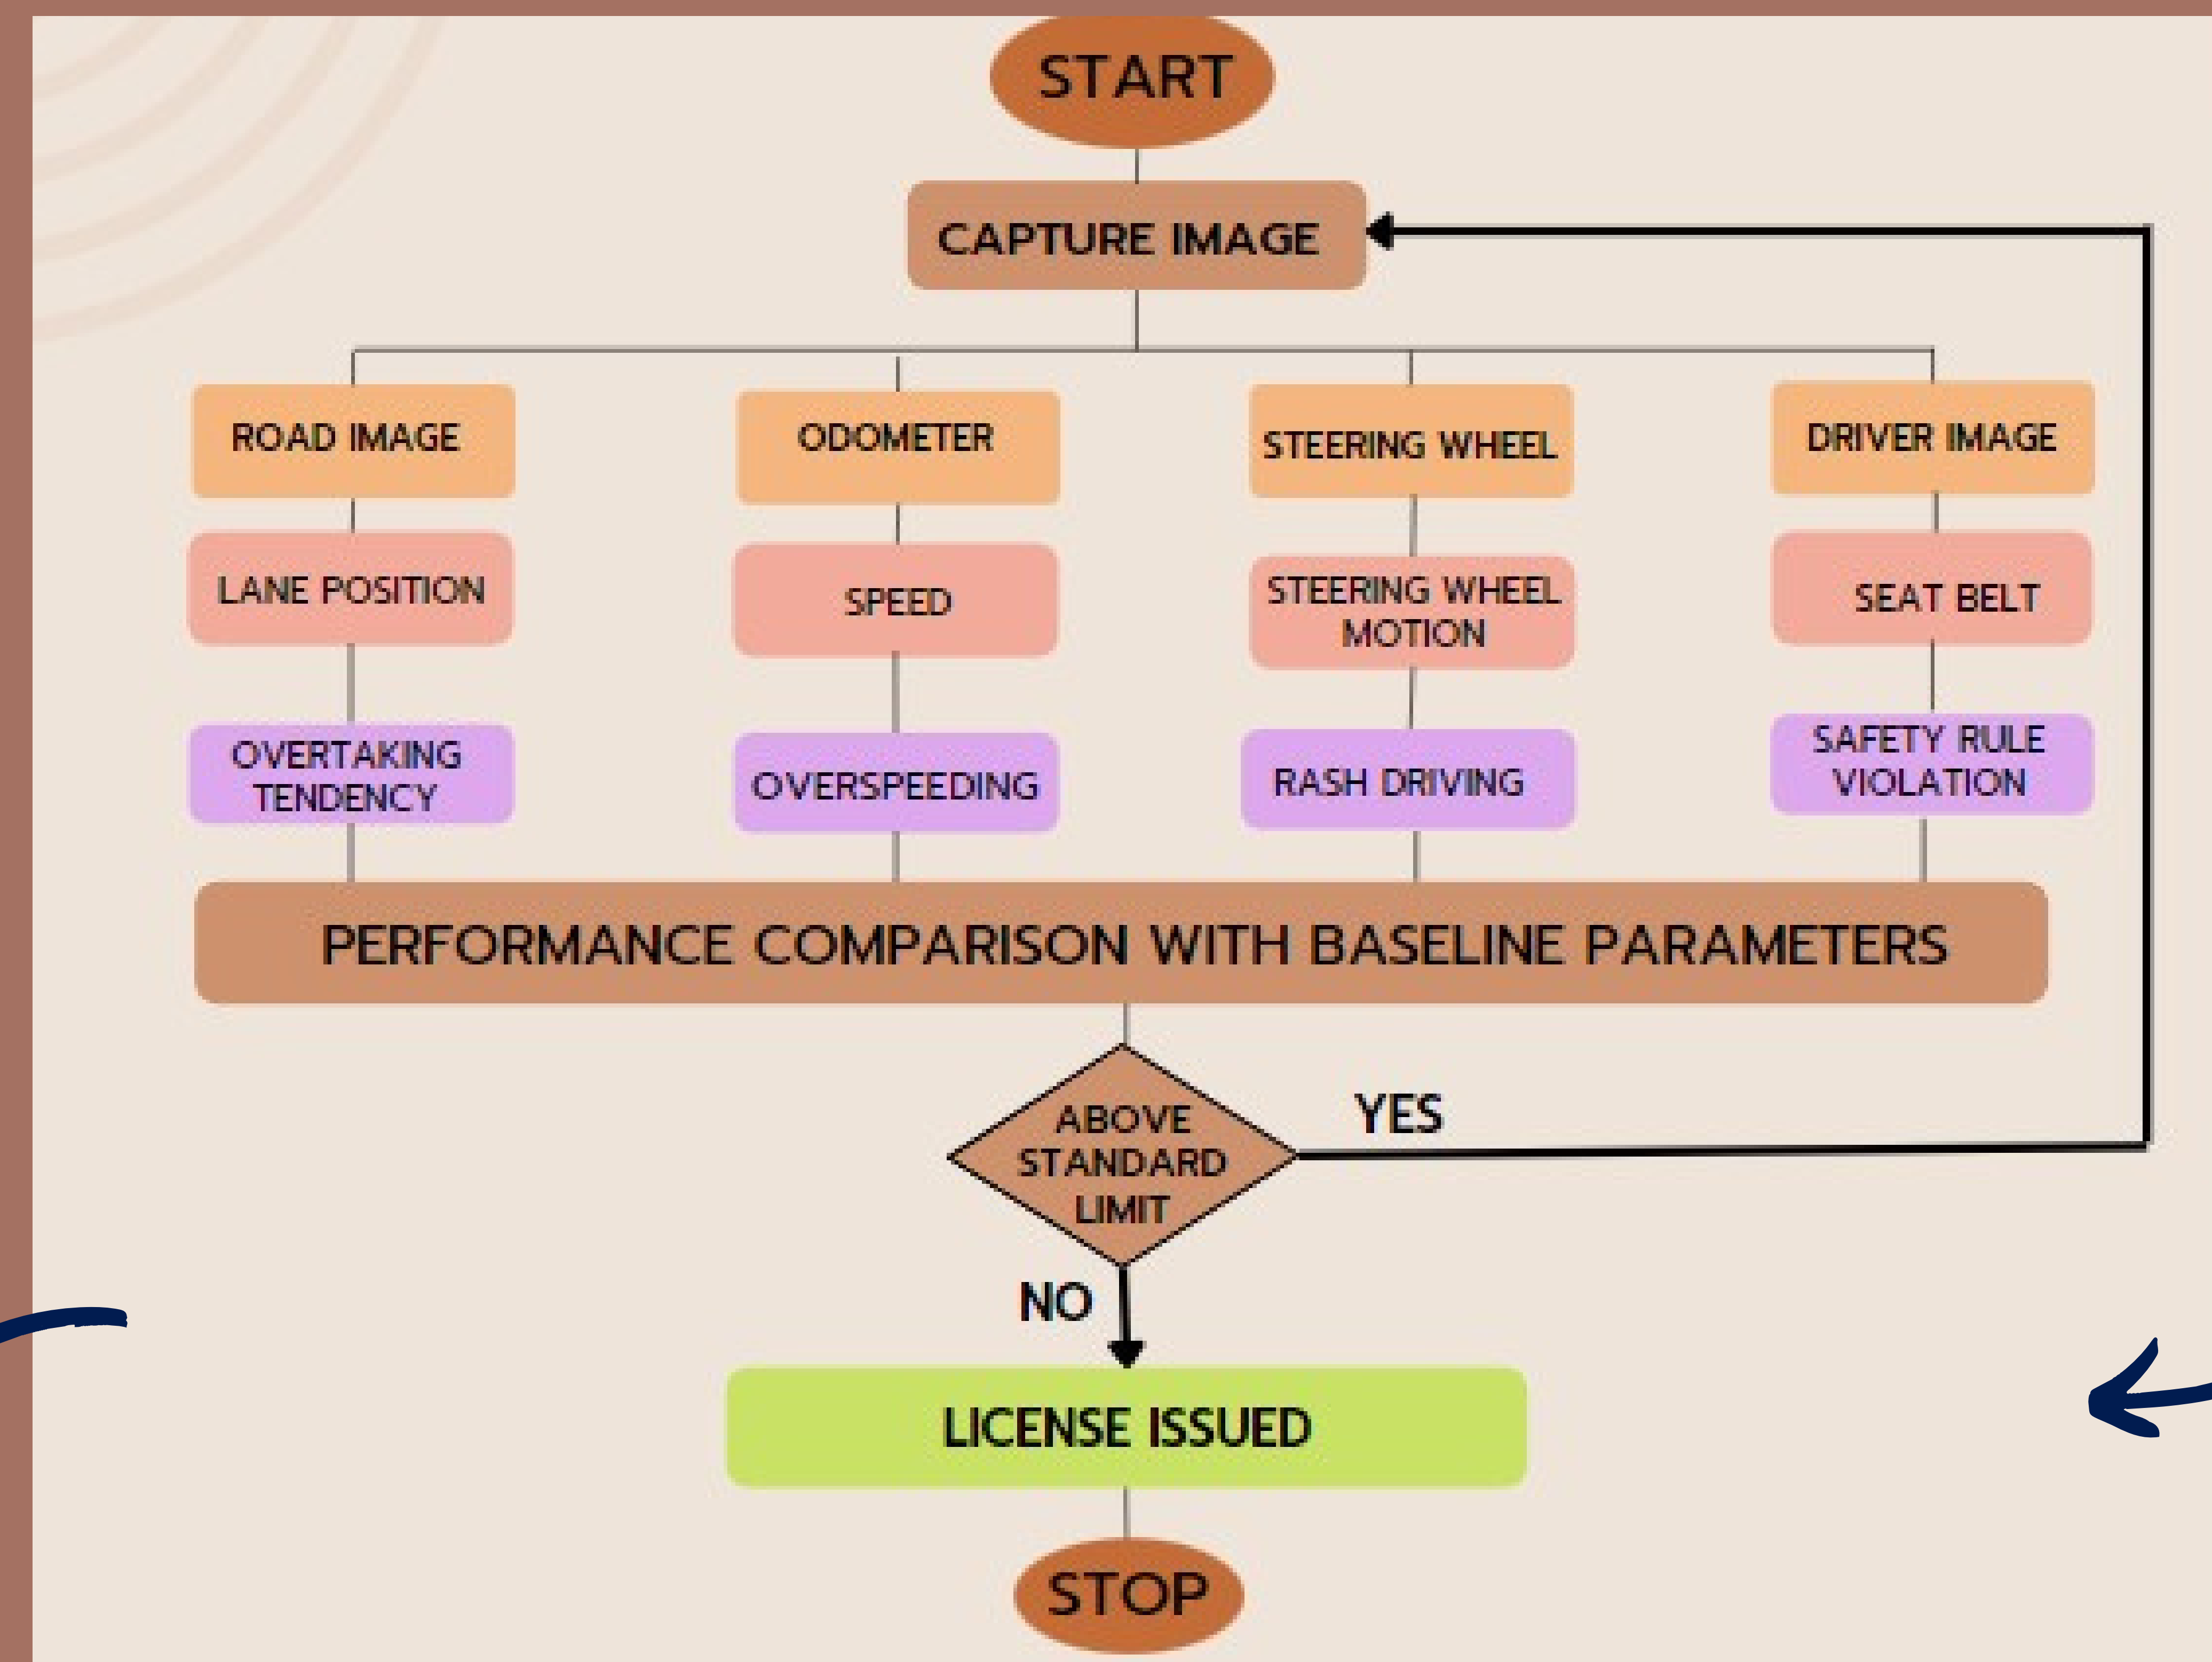 START
CAPTURE IMAGE
ROAD IMAGE
ODOMETER
STEERING WHEEL
DRIVER IMAGE
LANE POSITION
SPEED
STEERING WHEEL
MOTION
SEAT BELT
OVERTAKING
TENDENCY
OVERSPEEDING
RASH DRIVING
SAFETY RULE
VIOLATION
PERFORMANCE COMPARISON WITH BASELINE PARAMETERS
ABOVE
STANDARD
LIMIT
YES
NO
LICENSE ISSUED
STOP